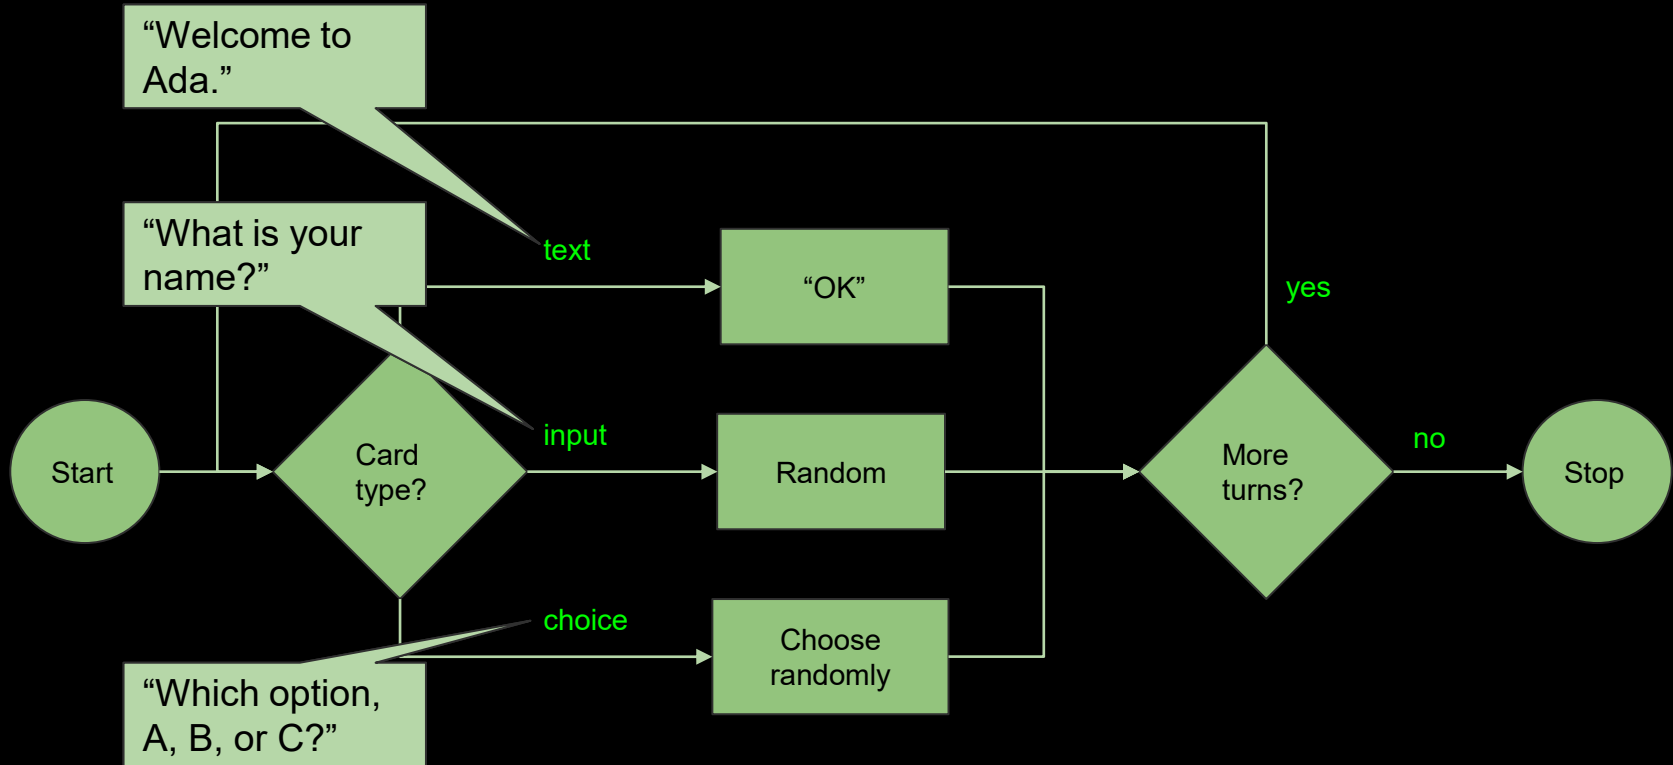 “Welcome to
Ada.”
“What is your
name?”
text
“OK”
yes
Start
Card
type?
input
Random
More
turns?
no
Stop
choice
Choose
randomly
“Which option,
A, B, or C?”